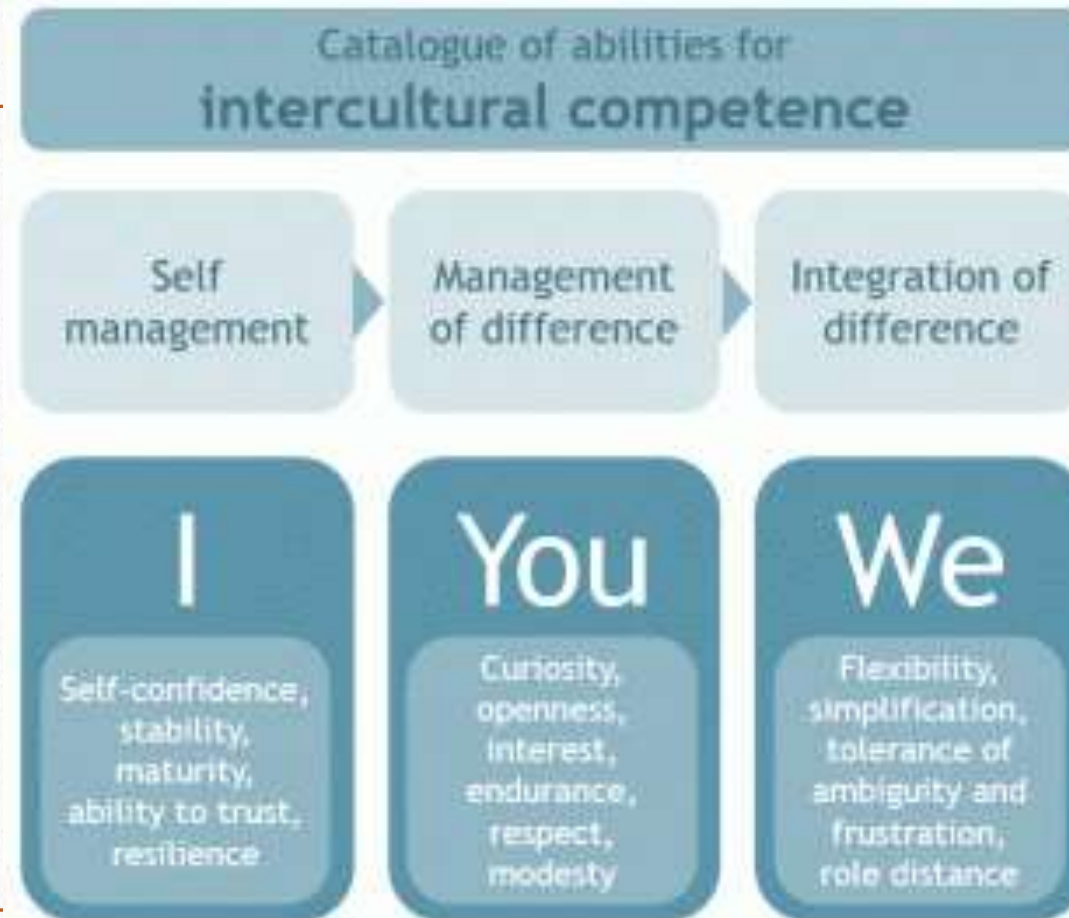 Catalogue of abilities for
intercultural competence
Self
management
Management
of difference
Integration of
difference
I
Self-confidence,
stability,
maturity,
ability to trust,
resilience
You
Curiosity,
openness,
interest,
endurance,
respect,
modesty
We
Flexibility,
simplification,
tolerance of
ambiguity and
frustration,
role distance